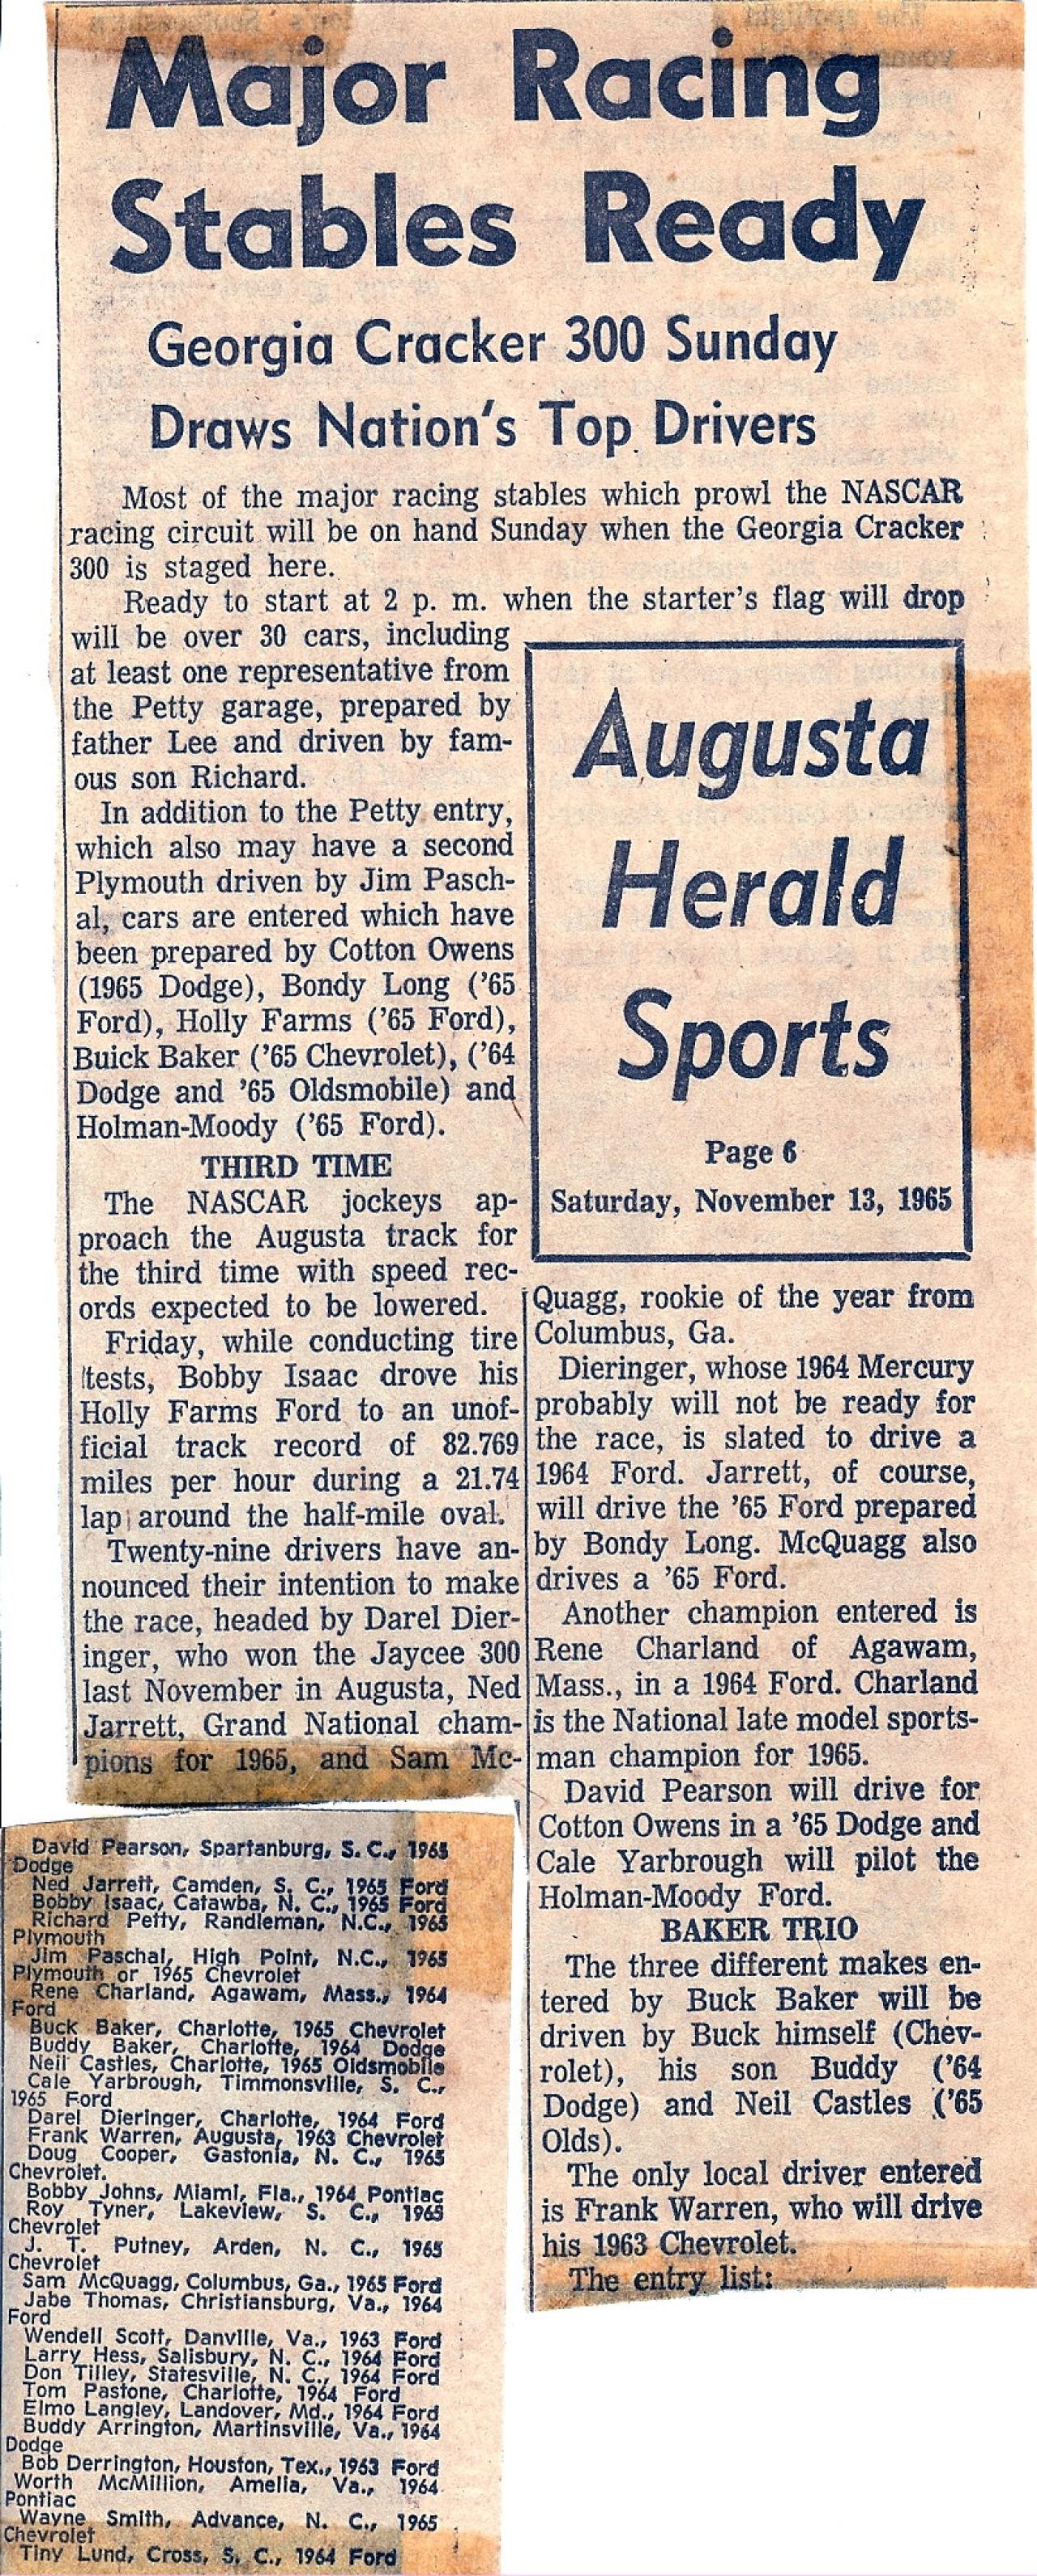 Major Racing
Stables Ready
Georgia Cracker 300 Sunday
Draws Nation's Top Drivers
Most of the major racing stables which prowl the NASCAR
racing circuit will be on hand Sunday when the Georgia Cracker
300 is staged here.
Ready to start at 2 p. m. when the starter's flag will drop
will be over 30 cars, including
at least one representative from
the Petty garage, prepared by
father Lee and driven by fam-
ous son Richard.
In addition to the Petty entry,
which also may have a second
Plymouth driven by Jim Pasch-
al, cars are entered which have
been prepared by Cotton Owens
(1965 Dodge), Bondy Long ('65
Ford), Holly Farms ('65 Ford),
Buick Baker ('65 Chevrolet), ('64
Dodge and '65 Oldsmobile) and
Holman-Moody ('65 Ford).
THIRD TIME
The NASCAR jockeys ap-
proach the Augusta track for
the third time with speed rec-
ords expected to be lowered.
Friday, while conducting tire
tests, Bobby Isaac drove his
Holly Farms Ford to an unof-
ficial track record of 82.769
miles per hour during a 21.74
lap around the half-mile oval.
Twenty-nine drivers have an-
nounced their intention to make
the race, headed by Darel Dier-
inger, who won the Jaycee 300
last November in Augusta, Ned
Jarrett, Grand National cham-
pions for 1965, and Sam Mc-
Augusta
Herald
Sports
Page 6
Saturday, November 13, 1965
Quagg, rookie of the year from
Columbus, Ga.
Dieringer, whose 1964 Mercury
probably will not be ready for
the race, is slated to drive a
1964 Ford. Jarrett, of course,
will drive the '65 Ford prepared
by Bondy Long. McQuagg also
drives a '65 Ford.
Another champion entered is
Rene Charland of Agawam,
Mass., in a 1964 Ford. Charland
is the National late model sports-
man champion for 1965.
David Pearson will drive for
Cotton Owens in a '65 Dodge and
Cale Yarbrough will pilot the
Holman-Moody Ford.
BAKER TRIO
The three different makes en-
tered by Buck Baker will be
driven by Buck himself (Chev-
rolet), his son Buddy ('64
Dodge) and Neil Castles ('65
Olds).
The only local driver entered
is Frank Warren, who will drive
his 1963 Chevrolet.
The entry list:
David Pearson, Spartanburg, S. C., 1965
Dodge
Ned Jarrett, Camden, S. C., 1965 Ford
Bobby Isaac, Catawba, N. C., 1965 Ford
Richard Petty, Randleman, N.C., 1965
Plymouth
Jim Paschal, High Point, N.C., 1965
Plymouth or 1965 Chevrolet
Rene Charland, Agawam, Mass., 1964
Ford
Buck Baker, Charlotte, 1965 Chevrolet
Buddy Baker, Charlotte, 1964 Dodge
Neil Castles, Charlotte, 1965 Oldsmobile
Cale Yarbrough, Timmonsville, S. C.,
1965 Ford
Darel Dieringer, Charlotte, 1964 Ford
Frank Warren, Augusta, 1963 Chevrolet
Doug Cooper, Gastonia, N. C., 1965
Chevrolet.
Bobby Johns, Miami, Fla., 1964 Pontiac
Roy Tyner, Lakeview, S. C., 1965
Chevrolet
J. T. Putney, Arden, N. C., 1965
Chevrolet
Sam McQuagg, Columbus, Ga., 1965 Ford
Jabe Thomas, Christiansburg, Va., 1964
Ford
Wendell Scott, Danville, Va., 1963 Ford
Larry Hess, Salisbury, N. C., 1964 Ford
Don Tilley, Statesville, N. C., 1964 Ford
Tom Pastone, Charlotte, 1964 Ford
Elmo Langley, Landover, Md., 1964 Ford
Buddy Arrington, Martinsville, Va., 1964
Dodge
Bob Derrington, Houston, Tex., 1963 Ford
Worth McMillion, Amelia, Va., 1964
Pontiac
Wayne Smith, Advance, N. C., 1965
Chevrolet
Tiny Lund, Cross, S. C., 1964 Ford